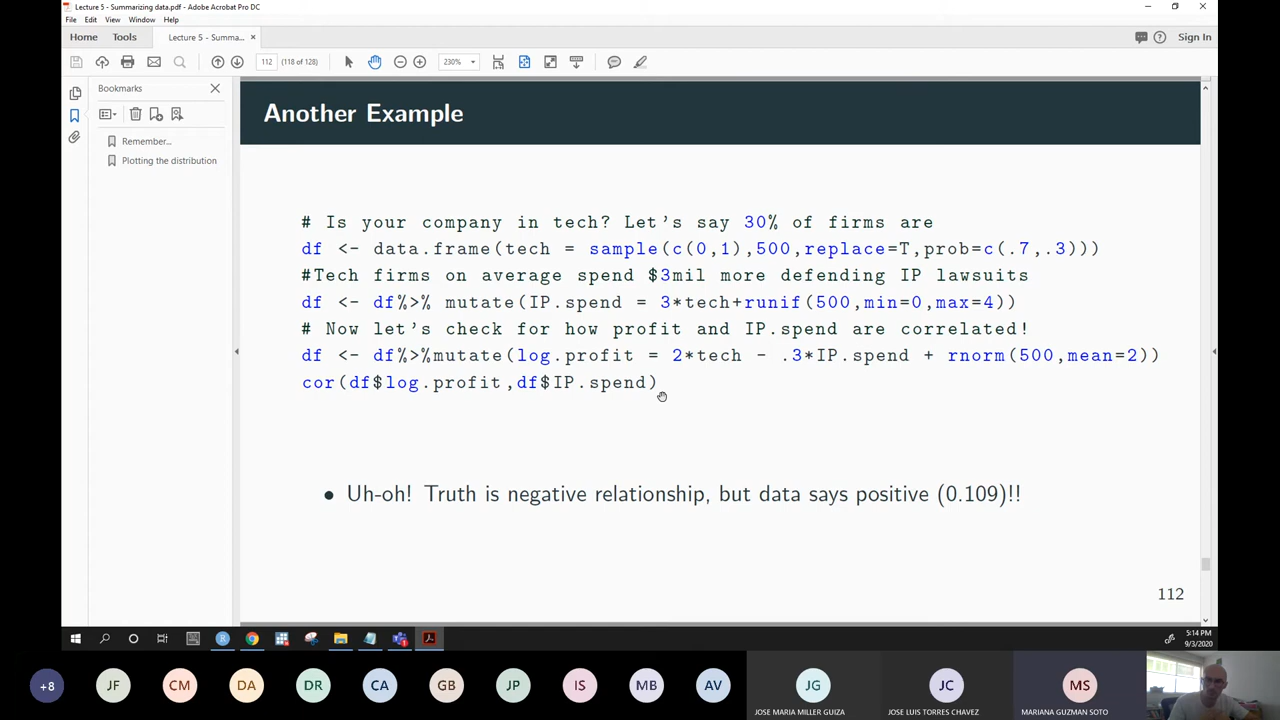 Lecture 5 - Summarizing data.pdf - Adobe Acrobat Pro DC
File Edit View Window Help
Home Tools Lecture 5 - Summa... × Sign In
112 (118 of 128) 230%
Bookmarks
Remember...
Plotting the distribution
Another Example
# Is your company in tech? Let's say 30% of firms are
df <- data.frame(tech = sample(c(0,1),500,replace=T,prob=c(.7,.3)))
#Tech firms on average spend $3mil more defending IP lawsuits
df <- df%>% mutate(IP.spend = 3*tech+runif(500,min=0,max=4))
# Now let's check for how profit and IP.spend are correlated!
df <- df%>%mutate(log.profit = 2*tech - .3*IP.spend + rnorm(500,mean=2))
cor(df$log.profit,df$IP.spend)
• Uh-oh! Truth is negative relationship, but data says positive (0.109)!!
112
5:14 PM
9/3/2020
+8 JF CM DA DR CA GB JP IS MB AV JG JC MS
JOSE MARIA MILLER GUIZA JOSE LUIS TORRES CHAVEZ MARIANA GUZMAN SOTO